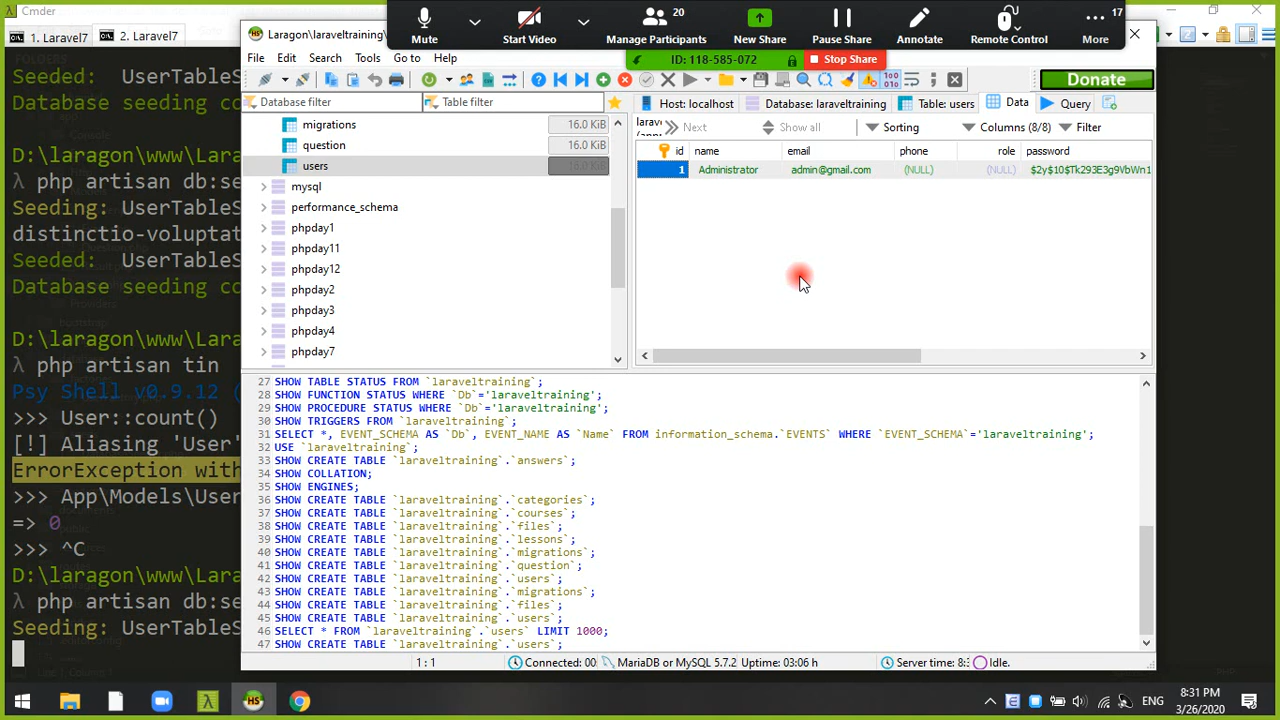 Cmder
1. Laravel7
2. Laravel7
Mute
Start Video
20
Manage Participants
New Share
Pause Share
Annotate
Remote Control
17
More
ID: 118-585-072
Stop Share
Laragon\laraveltraining\
File Edit Search Tools Go to Help
Donate
Database filter
Table filter
Host: localhost
Database: laraveltraining
Table: users
Data
Query
Next
Show all
Sorting
Columns (8/8)
Filter
migrations 16.0 KiB
question 16.0 KiB
users 16.0 KiB
mysql
performance_schema
phpday1
phpday11
phpday12
phpday2
phpday3
phpday4
phpday7
id name email phone role password
1 Administrator admin@gmail.com (NULL) (NULL) $2y$10$Tk293E3g9VbWn1
Seeded: UserTableS
Database seeding co
D:\laragon\www\Lara
λ php artisan db:se
Seeding: UserTableS
distinctio-voluptat
Seeded: UserTableS
Database seeding co
D:\laragon\www\Lara
λ php artisan tin
Psy Shell v0.9.12 (
>>> User::count()
[!] Aliasing 'User'
ErrorException with
>>> App\Models\User
=> 0
>>> ^C
D:\laragon\www\Lara
λ php artisan db:se
Seeding: UserTableS
27 SHOW TABLE STATUS FROM `laraveltraining`;
28 SHOW FUNCTION STATUS WHERE `Db`='laraveltraining';
29 SHOW PROCEDURE STATUS WHERE `Db`='laraveltraining';
30 SHOW TRIGGERS FROM `laraveltraining`;
31 SELECT *, EVENT_SCHEMA AS `Db`, EVENT_NAME AS `Name` FROM information_schema.`EVENTS` WHERE `EVENT_SCHEMA`='laraveltraining';
32 USE `laraveltraining`;
33 SHOW CREATE TABLE `laraveltraining`.`answers`;
34 SHOW COLLATION;
35 SHOW ENGINES;
36 SHOW CREATE TABLE `laraveltraining`.`categories`;
37 SHOW CREATE TABLE `laraveltraining`.`courses`;
38 SHOW CREATE TABLE `laraveltraining`.`files`;
39 SHOW CREATE TABLE `laraveltraining`.`lessons`;
40 SHOW CREATE TABLE `laraveltraining`.`migrations`;
41 SHOW CREATE TABLE `laraveltraining`.`question`;
42 SHOW CREATE TABLE `laraveltraining`.`users`;
43 SHOW CREATE TABLE `laraveltraining`.`migrations`;
44 SHOW CREATE TABLE `laraveltraining`.`files`;
45 SHOW CREATE TABLE `laraveltraining`.`users`;
46 SELECT * FROM `laraveltraining`.`users` LIMIT 1000;
47 SHOW CREATE TABLE `laraveltraining`.`users`;
1 : 1
Connected: 00:
MariaDB or MySQL 5.7.2
Uptime: 03:06 h
Server time: 8:
Idle.
ENG
8:31 PM
3/26/2020